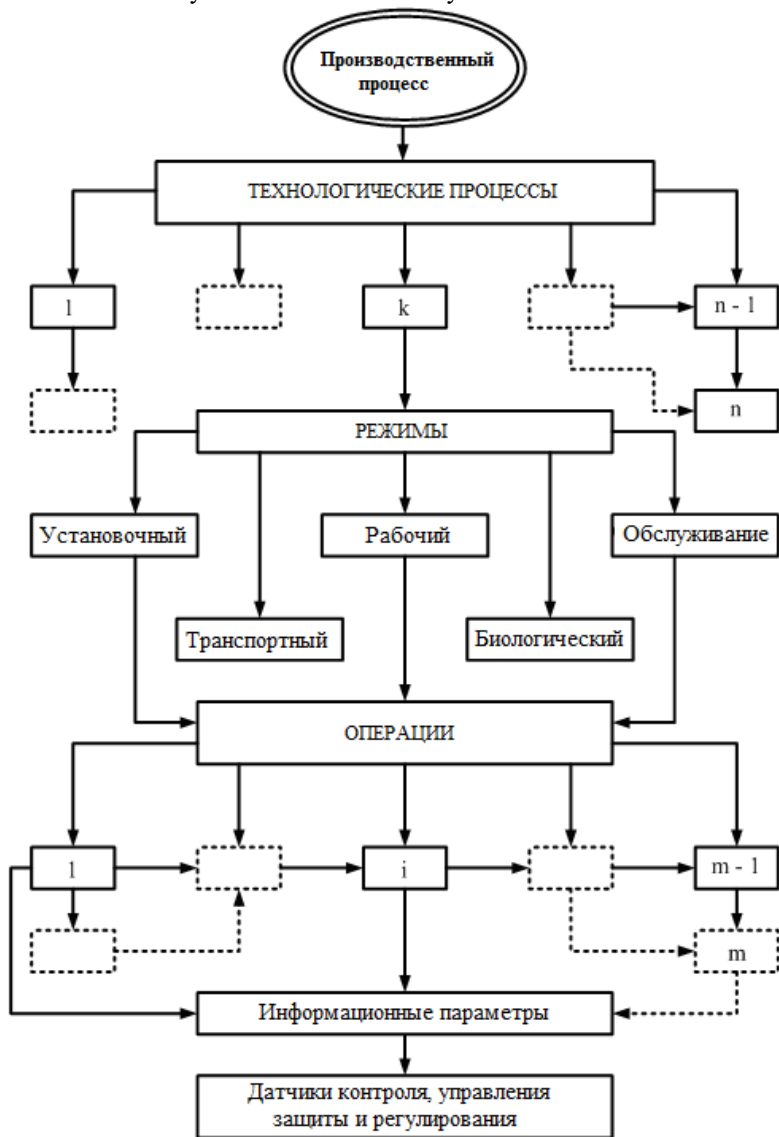 Производственный
процесс
ТЕХНОЛОГИЧЕСКИЕ ПРОЦЕССЫ
1
k
n - 1
n
РЕЖИМЫ
Установочный
Рабочий
Обслуживание
Транспортный
Биологический
ОПЕРАЦИИ
1
i
m - 1
m
Информационные параметры
Датчики контроля, управления
защиты и регулирования